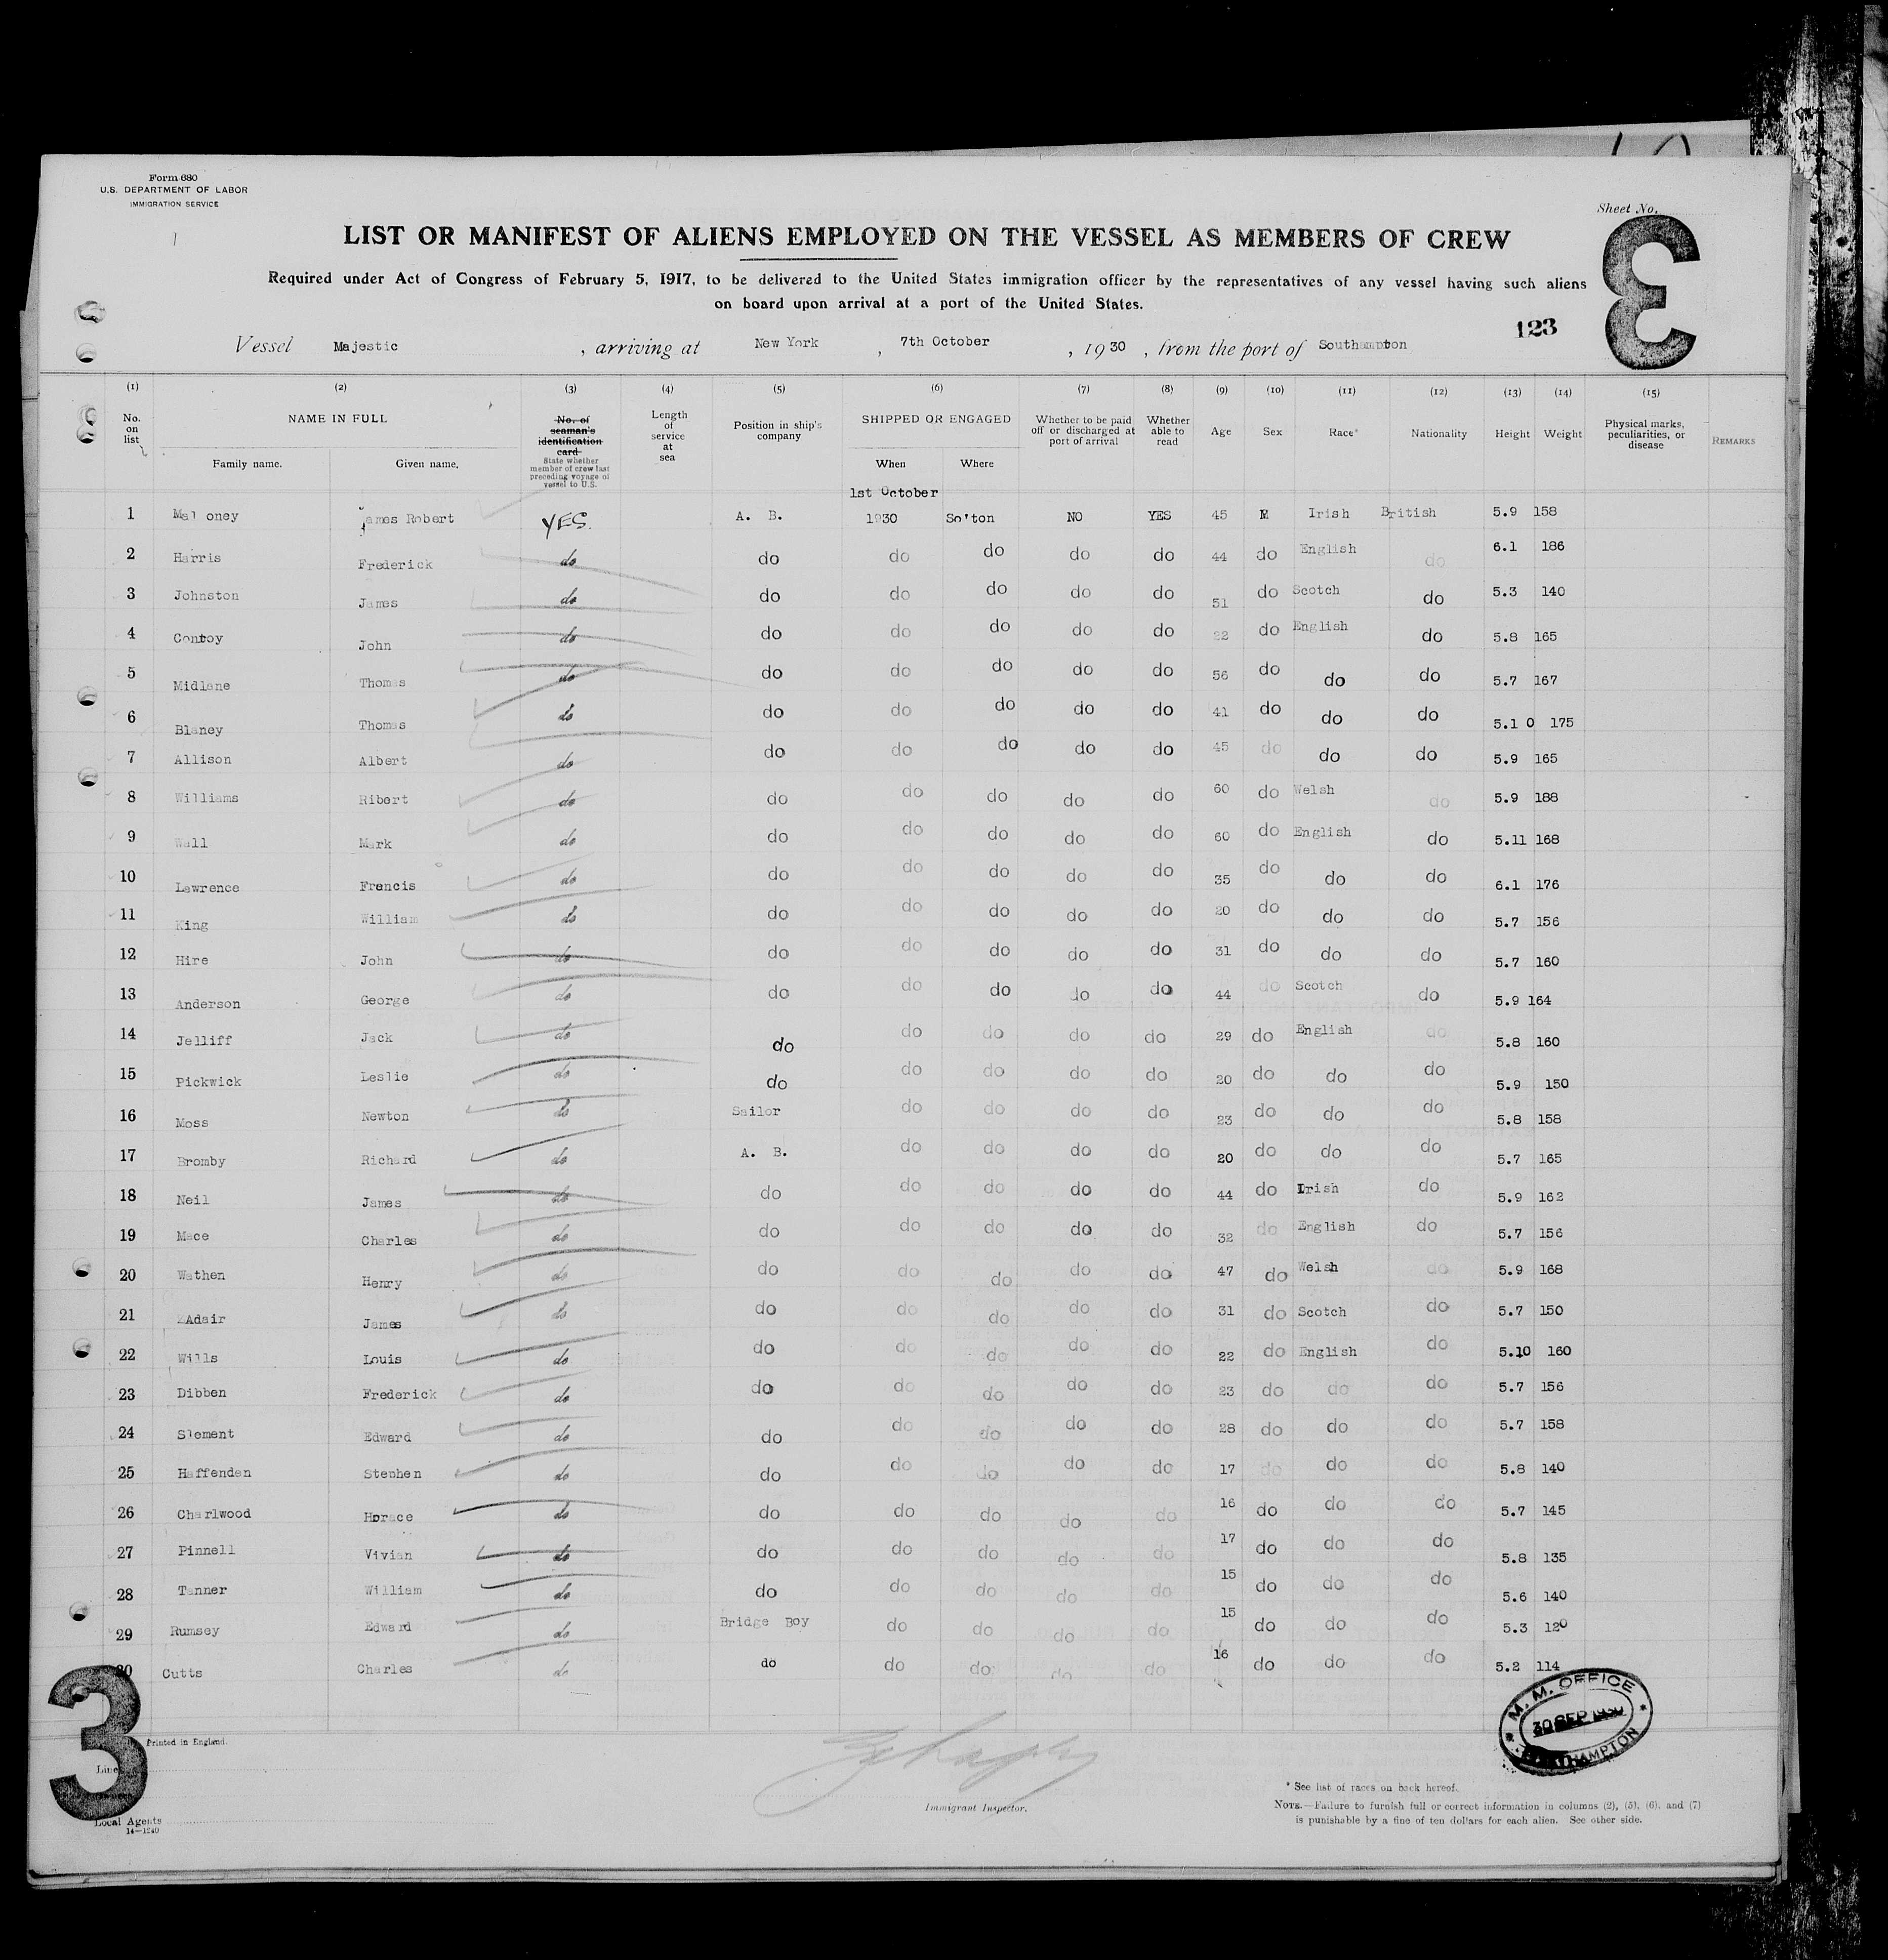 Form 680
U.S. DEPARTMENT OF LABOR
IMMIGRATION SERVICE
Sheet No.
3
LIST OR MANIFEST OF ALIENS EMPLOYED ON THE VESSEL AS MEMBERS OF CREW
Required under Act of Congress of February 5, 1917, to be delivered to the United States immigration officer by the representatives of any vessel having such aliens
on board upon arrival at a port of the United States.
123
Vessel Majestic , arriving at New York , 7th October , 1930 , from the port of Southampton
(1) (2) (3) (4) (5) (6) (7) (8) (9) (10) (11) (12) (13) (14) (15)
No. on list NAME IN FULL Family name. Given name. No. of seaman's identification card State whether member of crew last preceding voyage of vessel to U.S. Length of service at sea Position in ship's company SHIPPED OR ENGAGED When Where Whether to be paid off or discharged at port of arrival Whether able to read Age Sex Race* Nationality Height Weight Physical marks, peculiarities, or disease REMARKS
1st October
1 Maloney James Robert YES. A. B. 1930 So'ton NO YES 45 M Irish British 5.9 158
2 Harris Frederick do do do do do do 44 do English do 6.1 186
3 Johnston James do do do do do do 51 do Scotch do 5.3 140
4 Conroy John do do do do do do 22 do English do 5.8 165
5 Midlane Thomas do do do do do do 56 do do do 5.7 167
6 Blaney Thomas do do do do do do 41 do do do 5.1 0 175
7 Allison Albert do do do do do do 45 do do do 5.9 165
8 Williams Ribert do do do do do do 60 do Welsh do 5.9 188
9 Wall Mark do do do do do do 60 do English do 5.11 168
10 Lawrence Francis do do do do do do 35 do do do 6.1 176
11 King William do do do do do do 20 do do do 5.7 156
12 Hire John do do do do do do 31 do do do 5.7 160
13 Anderson George do do do do do do 44 do Scotch do 5.9 164
14 Jelliff Jack do do do do do do 29 do English do 5.8 160
15 Pickwick Leslie do do do do do do 20 do do do 5.9 150
16 Moss Newton do Sailor do do do do 23 do do do 5.8 158
17 Bromby Richard do A. B. do do do do 20 do do do 5.7 165
18 Neil James do do do do do do 44 do Irish do 5.9 162
19 Mace Charles do do do do do do 32 do English do 5.7 156
20 Wathen Henry do do do do do do 47 do Welsh do 5.9 168
21 Adair James do do do do do do 31 do Scotch do 5.7 150
22 Wills Louis do do do do do do 22 do English do 5.10 160
23 Dibben Frederick do do do do do do 23 do do do 5.7 156
24 Slement Edward do do do do do do 28 do do do 5.7 158
25 Haffenden Stephen do do do do do do 17 do do do 5.8 140
26 Charlwood Horace do do do do do do 16 do do do 5.7 145
27 Pinnell Vivian do do do do do do 17 do do do 5.8 135
28 Tanner William do do do do do do 15 do do do 5.6 140
29 Rumsey Edward do Bridge Boy do do do do 15 do do do 5.3 120
30 Cutts Charles do do do do do do 16 do do do 5.2 114
3
M. M. OFFICE
30 SEP 1930
SOUTHAMPTON
Printed in England.
Line
Local Agents
14—1240
Immigrant Inspector.
* See list of races on back hereof.
NOTE.—Failure to furnish full or correct information in columns (2), (5), (6), and (7)
is punishable by a fine of ten dollars for each alien. See other side.